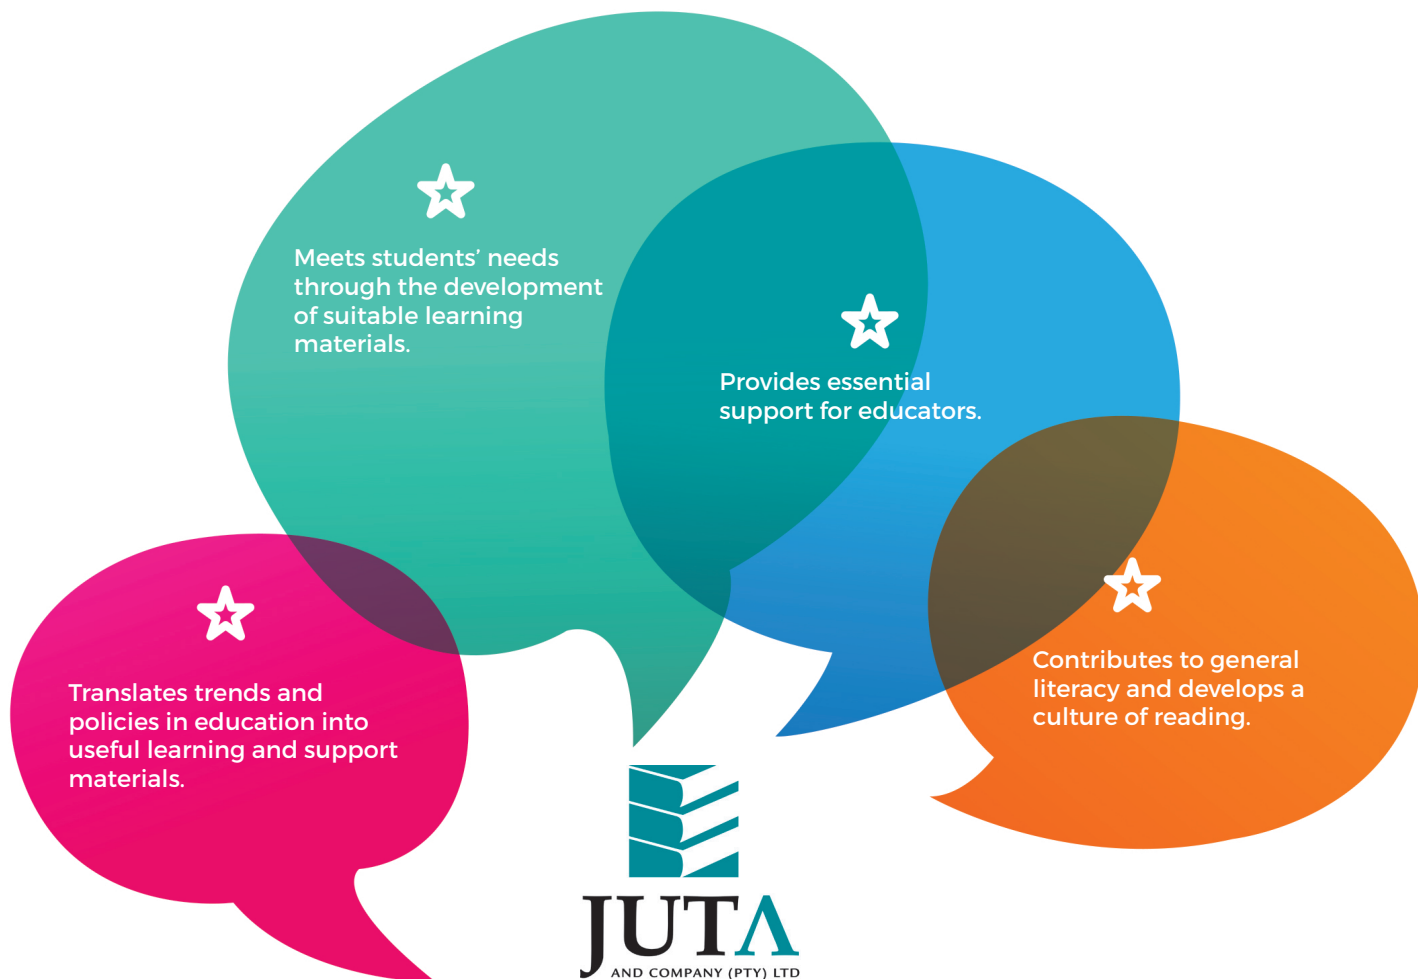 Meets students’ needs
through the development
of suitable learning
materials.
Provides essential
support for educators.
Translates trends and
policies in education into
useful learning and support
materials.
Contributes to general
literacy and develops a
culture of reading.
JUTA
AND COMPANY (PTY) LTD